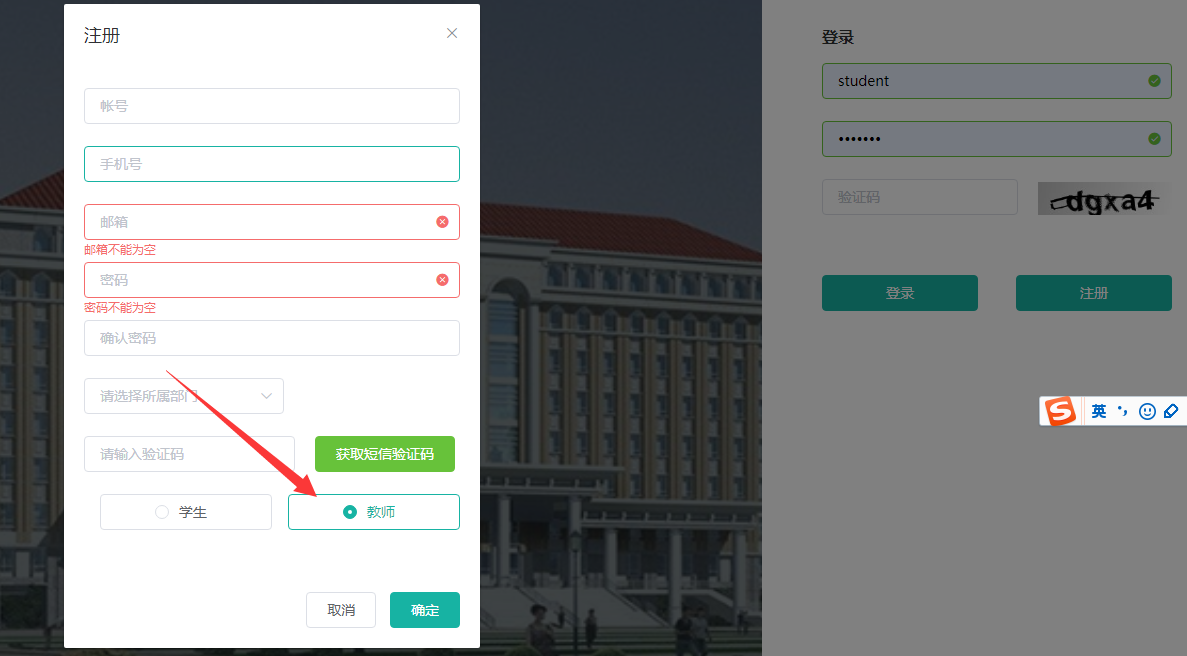 注册
帐号
手机号
邮箱
邮箱不能为空
密码
密码不能为空
确认密码
请选择所属部门
请输入验证码
获取短信验证码
学生
教师
取消
确定
登录
student
•••••••
验证码
dgxa4
登录
注册
S
英